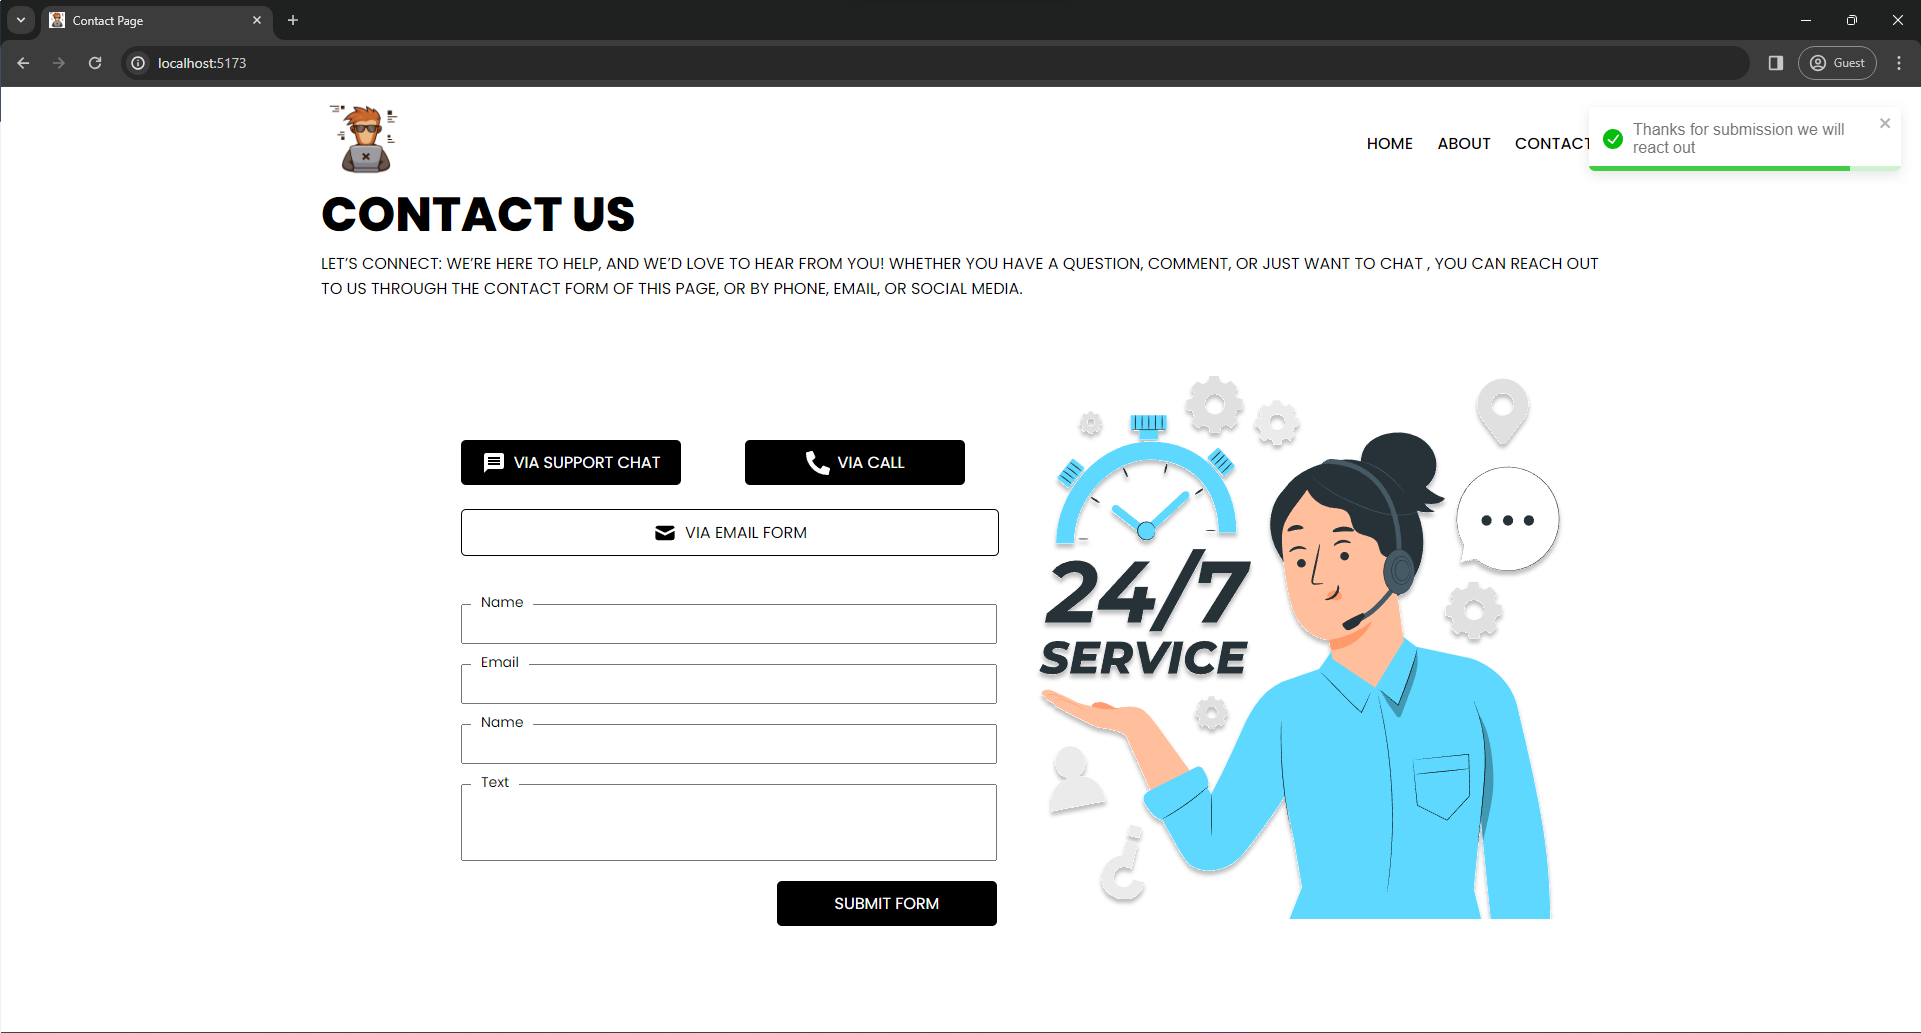 Contact Page
localhost:5173
Guest
HOME ABOUT CONTACT
Thanks for submission we will
react out
CONTACT US
LET’S CONNECT: WE’RE HERE TO HELP, AND WE’D LOVE TO HEAR FROM YOU! WHETHER YOU HAVE A QUESTION, COMMENT, OR JUST WANT TO CHAT , YOU CAN REACH OUT
TO US THROUGH THE CONTACT FORM OF THIS PAGE, OR BY PHONE, EMAIL, OR SOCIAL MEDIA.
VIA SUPPORT CHAT
VIA CALL
VIA EMAIL FORM
Name
Email
Name
Text
SUBMIT FORM
24/7
SERVICE